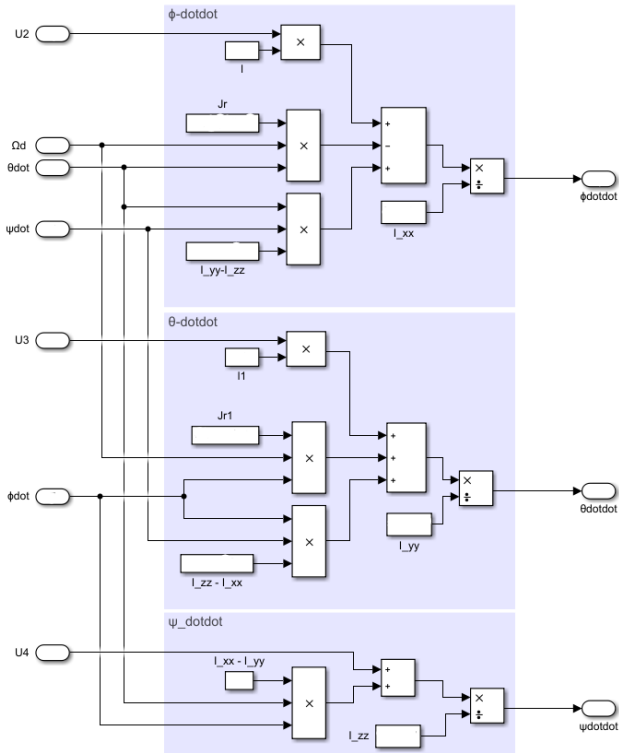 ϕ-dotdot
U2
×
l
Jr
Ωd
θdot
ψdot
×
×
I_yy-I_zz
+
−
+
×
÷
I_xx
ϕdotdot
θ-dotdot
U3
×
l1
Jr1
×
ϕdot
×
I_zz - I_xx
+
+
+
×
÷
I_yy
θdotdot
ψ_dotdot
U4
I_xx - I_yy
×
+
+
×
÷
I_zz
ψdotdot